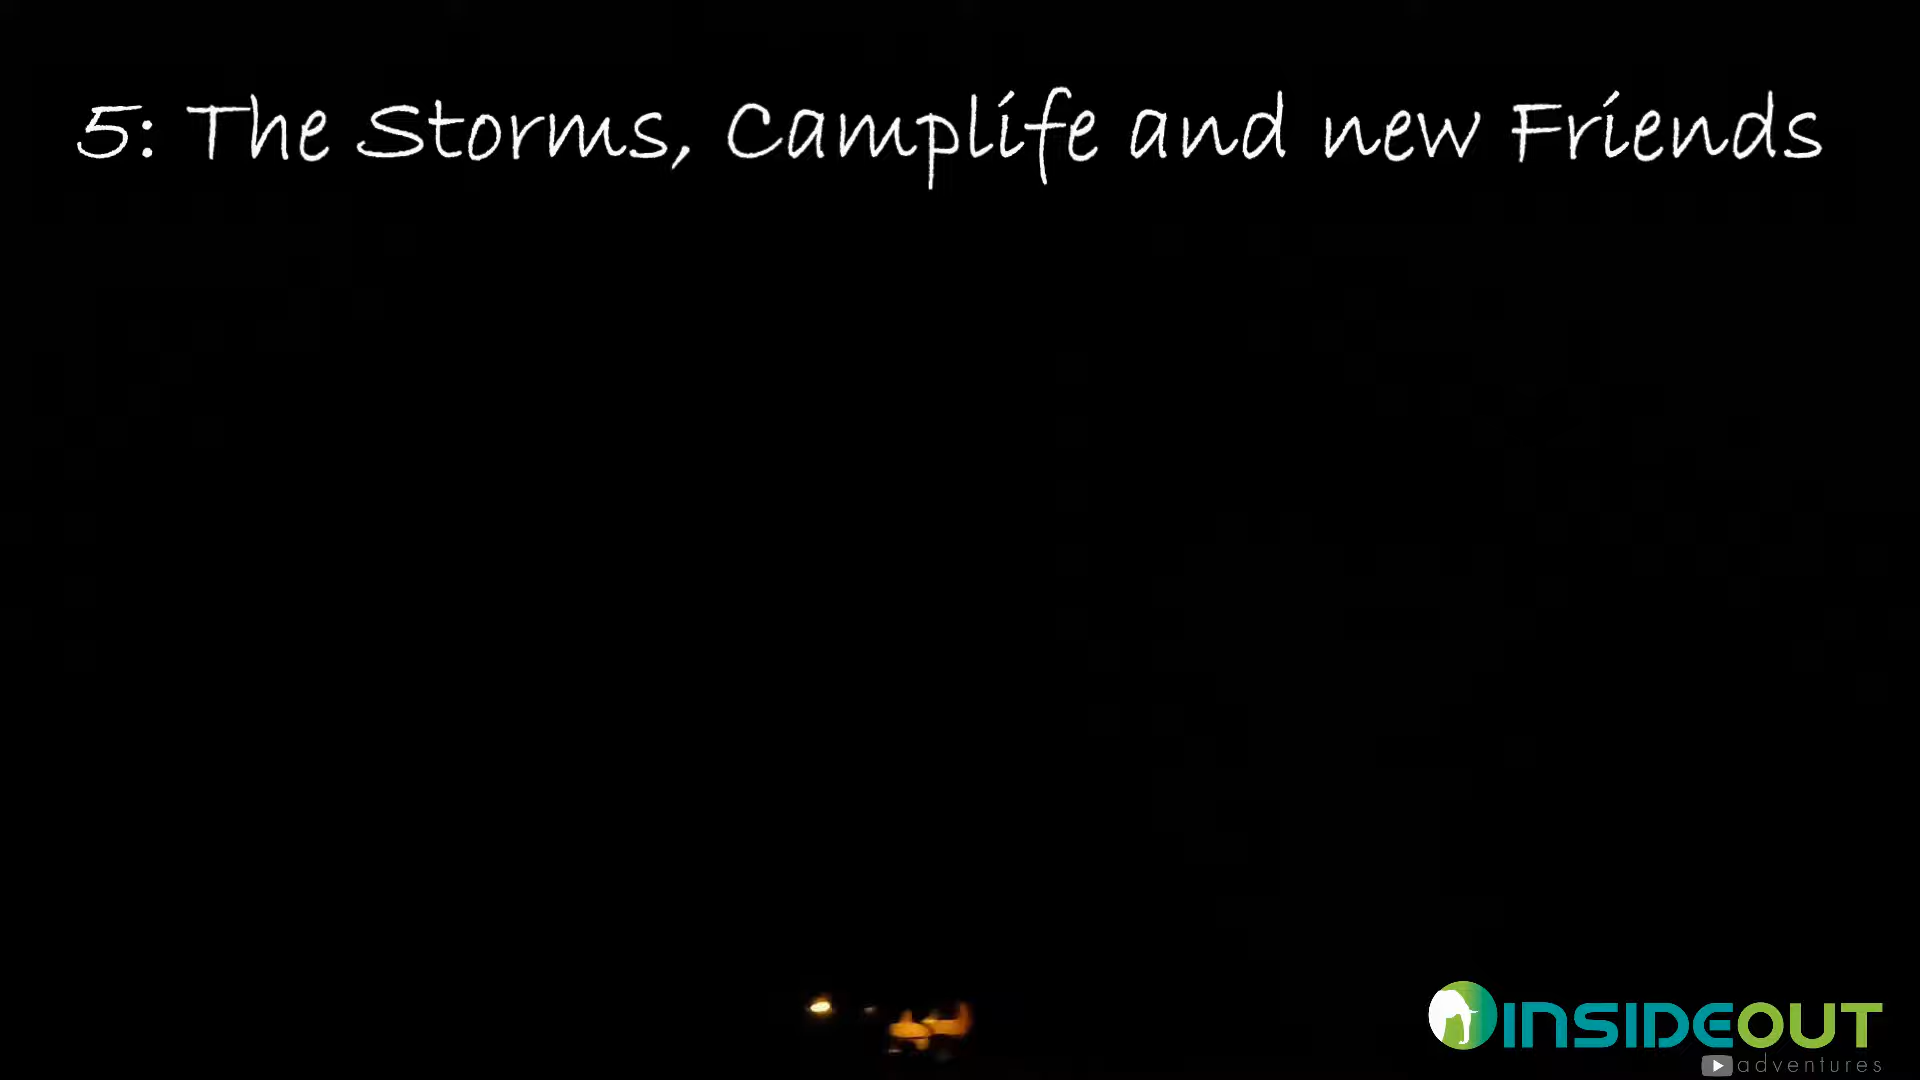 5: The Storms, Camplife and new Friends
INSIDEOUT
adventures